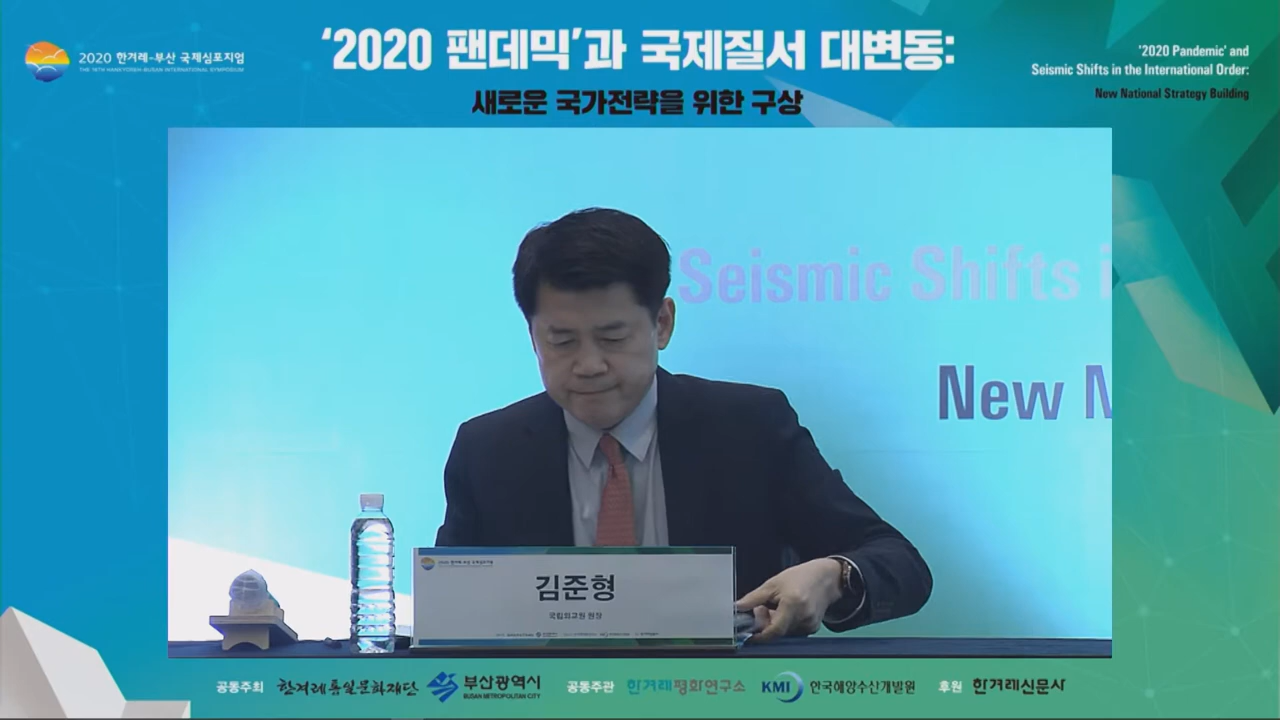 2020 한겨레-부산 국제심포지엄
THE 16TH HANKYOREH-BUSAN INTERNATIONAL SYMPOSIUM
‘2020 팬데믹’과 국제질서 대변동:
새로운 국가전략을 위한 구상
‘2020 Pandemic’ and
Seismic Shifts in the International Order:
New National Strategy Building
Seismic Shifts i
New
김준형
국립외교원 원장
공동주최 한겨레통일문화재단 부산광역시 BUSAN METROPOLITAN CITY 공동주관 한겨레평화연구소 KMI 한국해양수산개발원 후원 한겨레신문사